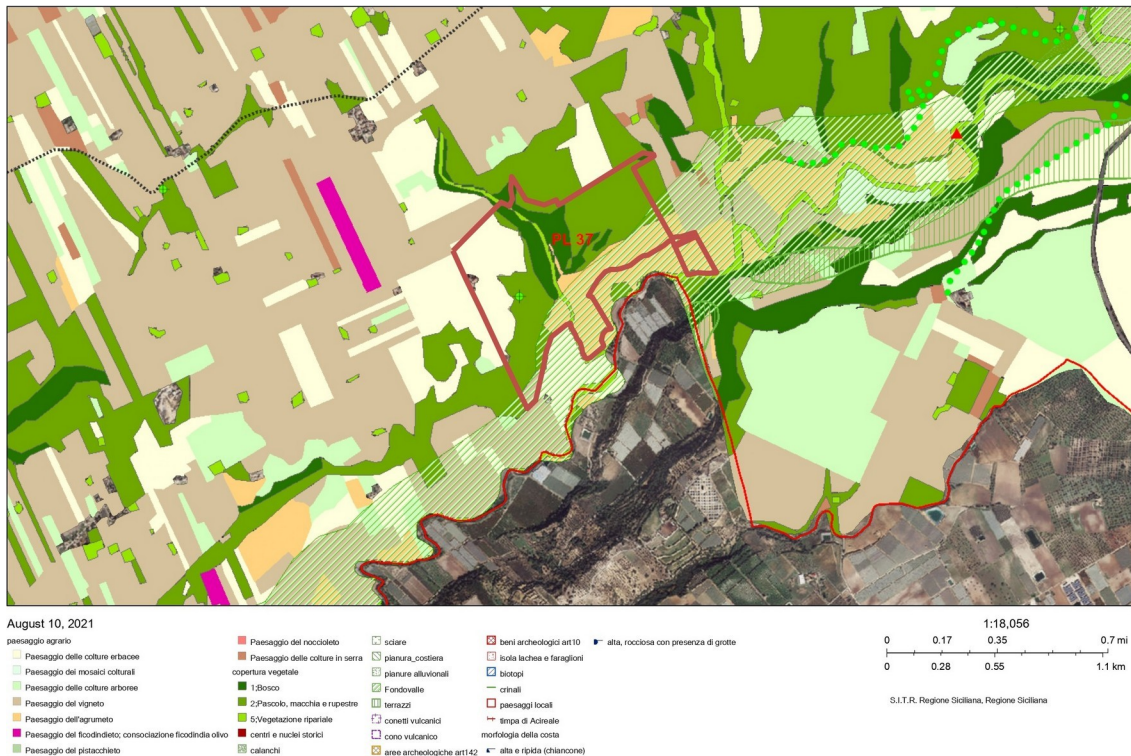 PL 37
August 10, 2021
paesaggio agrario
Paesaggio delle colture erbacee
Paesaggio dei mosaici colturali
Paesaggio delle colture arboree
Paesaggio del vigneto
Paesaggio dell'agrumeto
Paesaggio del ficodindieto; consociazione ficodindia olivo
Paesaggio del pistacchieto
Paesaggio del noccioleto
Paesaggio delle colture in serra
copertura vegetale
1;Bosco
2;Pascolo, macchia e rupestre
5;Vegetazione ripariale
centri e nuclei storici
calanchi
sciare
pianura_costiera
pianure alluvionali
Fondovalle
terrazzi
conetti vulcanici
cono vulcanico
aree archeologiche art142
beni archeologici art10
isola lachea e faraglioni
biotopi
crinali
paesaggi locali
timpa di Acireale
morfologia della costa
alta e ripida (chiancone)
alta, rocciosa con presenza di grotte
1:18,056
0 0.17 0.35 0.7 mi
0 0.28 0.55 1.1 km
S.I.T.R. Regione Siciliana, Regione Siciliana